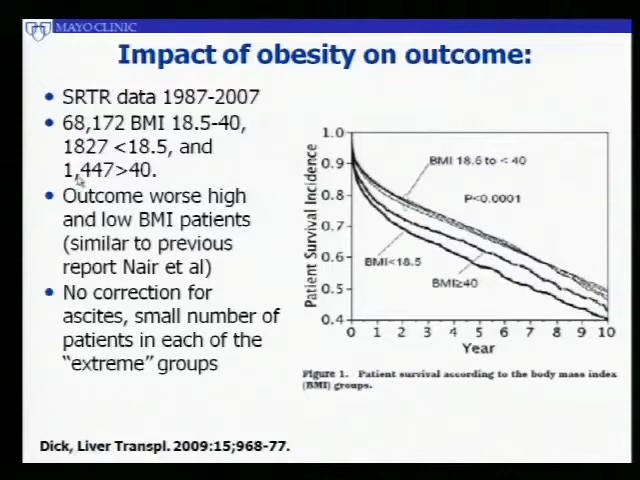 MAYO CLINIC
Impact of obesity on outcome:
• SRTR data 1987-2007
• 68,172 BMI 18.5-40,
1827 <18.5, and
1,447>40.
• Outcome worse high
and low BMI patients
(similar to previous
report Nair et al)
• No correction for
ascites, small number of
patients in each of the
“extreme” groups
Patient Survival Incidence
1.0
0.9
0.8
0.7
0.6
0.5
0.4
BMI 18.5 to < 40
P<0.0001
BMI<18.5
BMI≥40
0 1 2 3 4 5 6 7 8 9 10
Year
Figure 1. Patient survival according to the body mass index
(BMI) groups.
Dick, Liver Transpl. 2009:15;968-77.